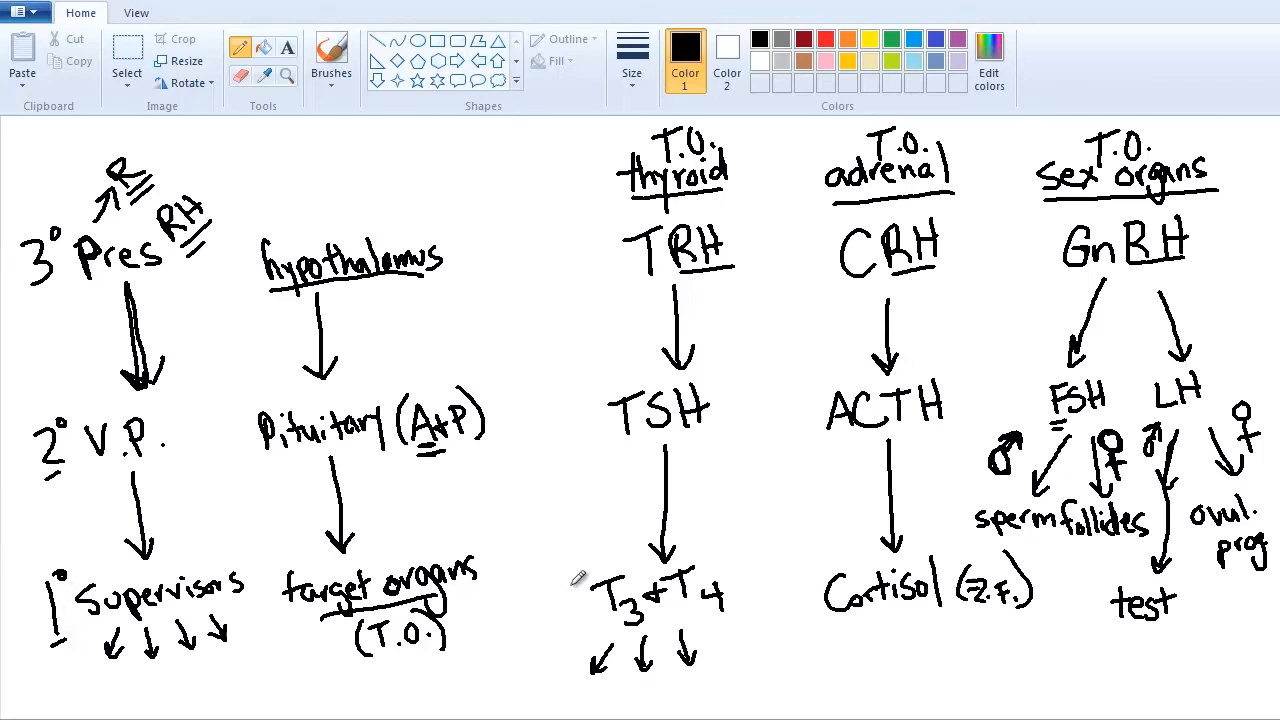 Home
View
Paste
Cut
Copy
Clipboard
Select
Crop
Resize
Rotate
Image
A
Tools
Brushes
Shapes
Outline
Fill
Size
Color 1
Color 2
Edit colors
Colors
R
RH
3° Pres
2° V.P.
1° Supervisors
hypothalamus
Pituitary (A+P)
target organs
(T.O.)
T.O.
thyroid
TRH
TSH
T3 + T4
T.O.
adrenal
CRH
ACTH
Cortisol (Z.F.)
T.O.
sex organs
GnRH
FSH LH
♂ ♀ ♂ ♀
sperm follicles ovul.
prog
test